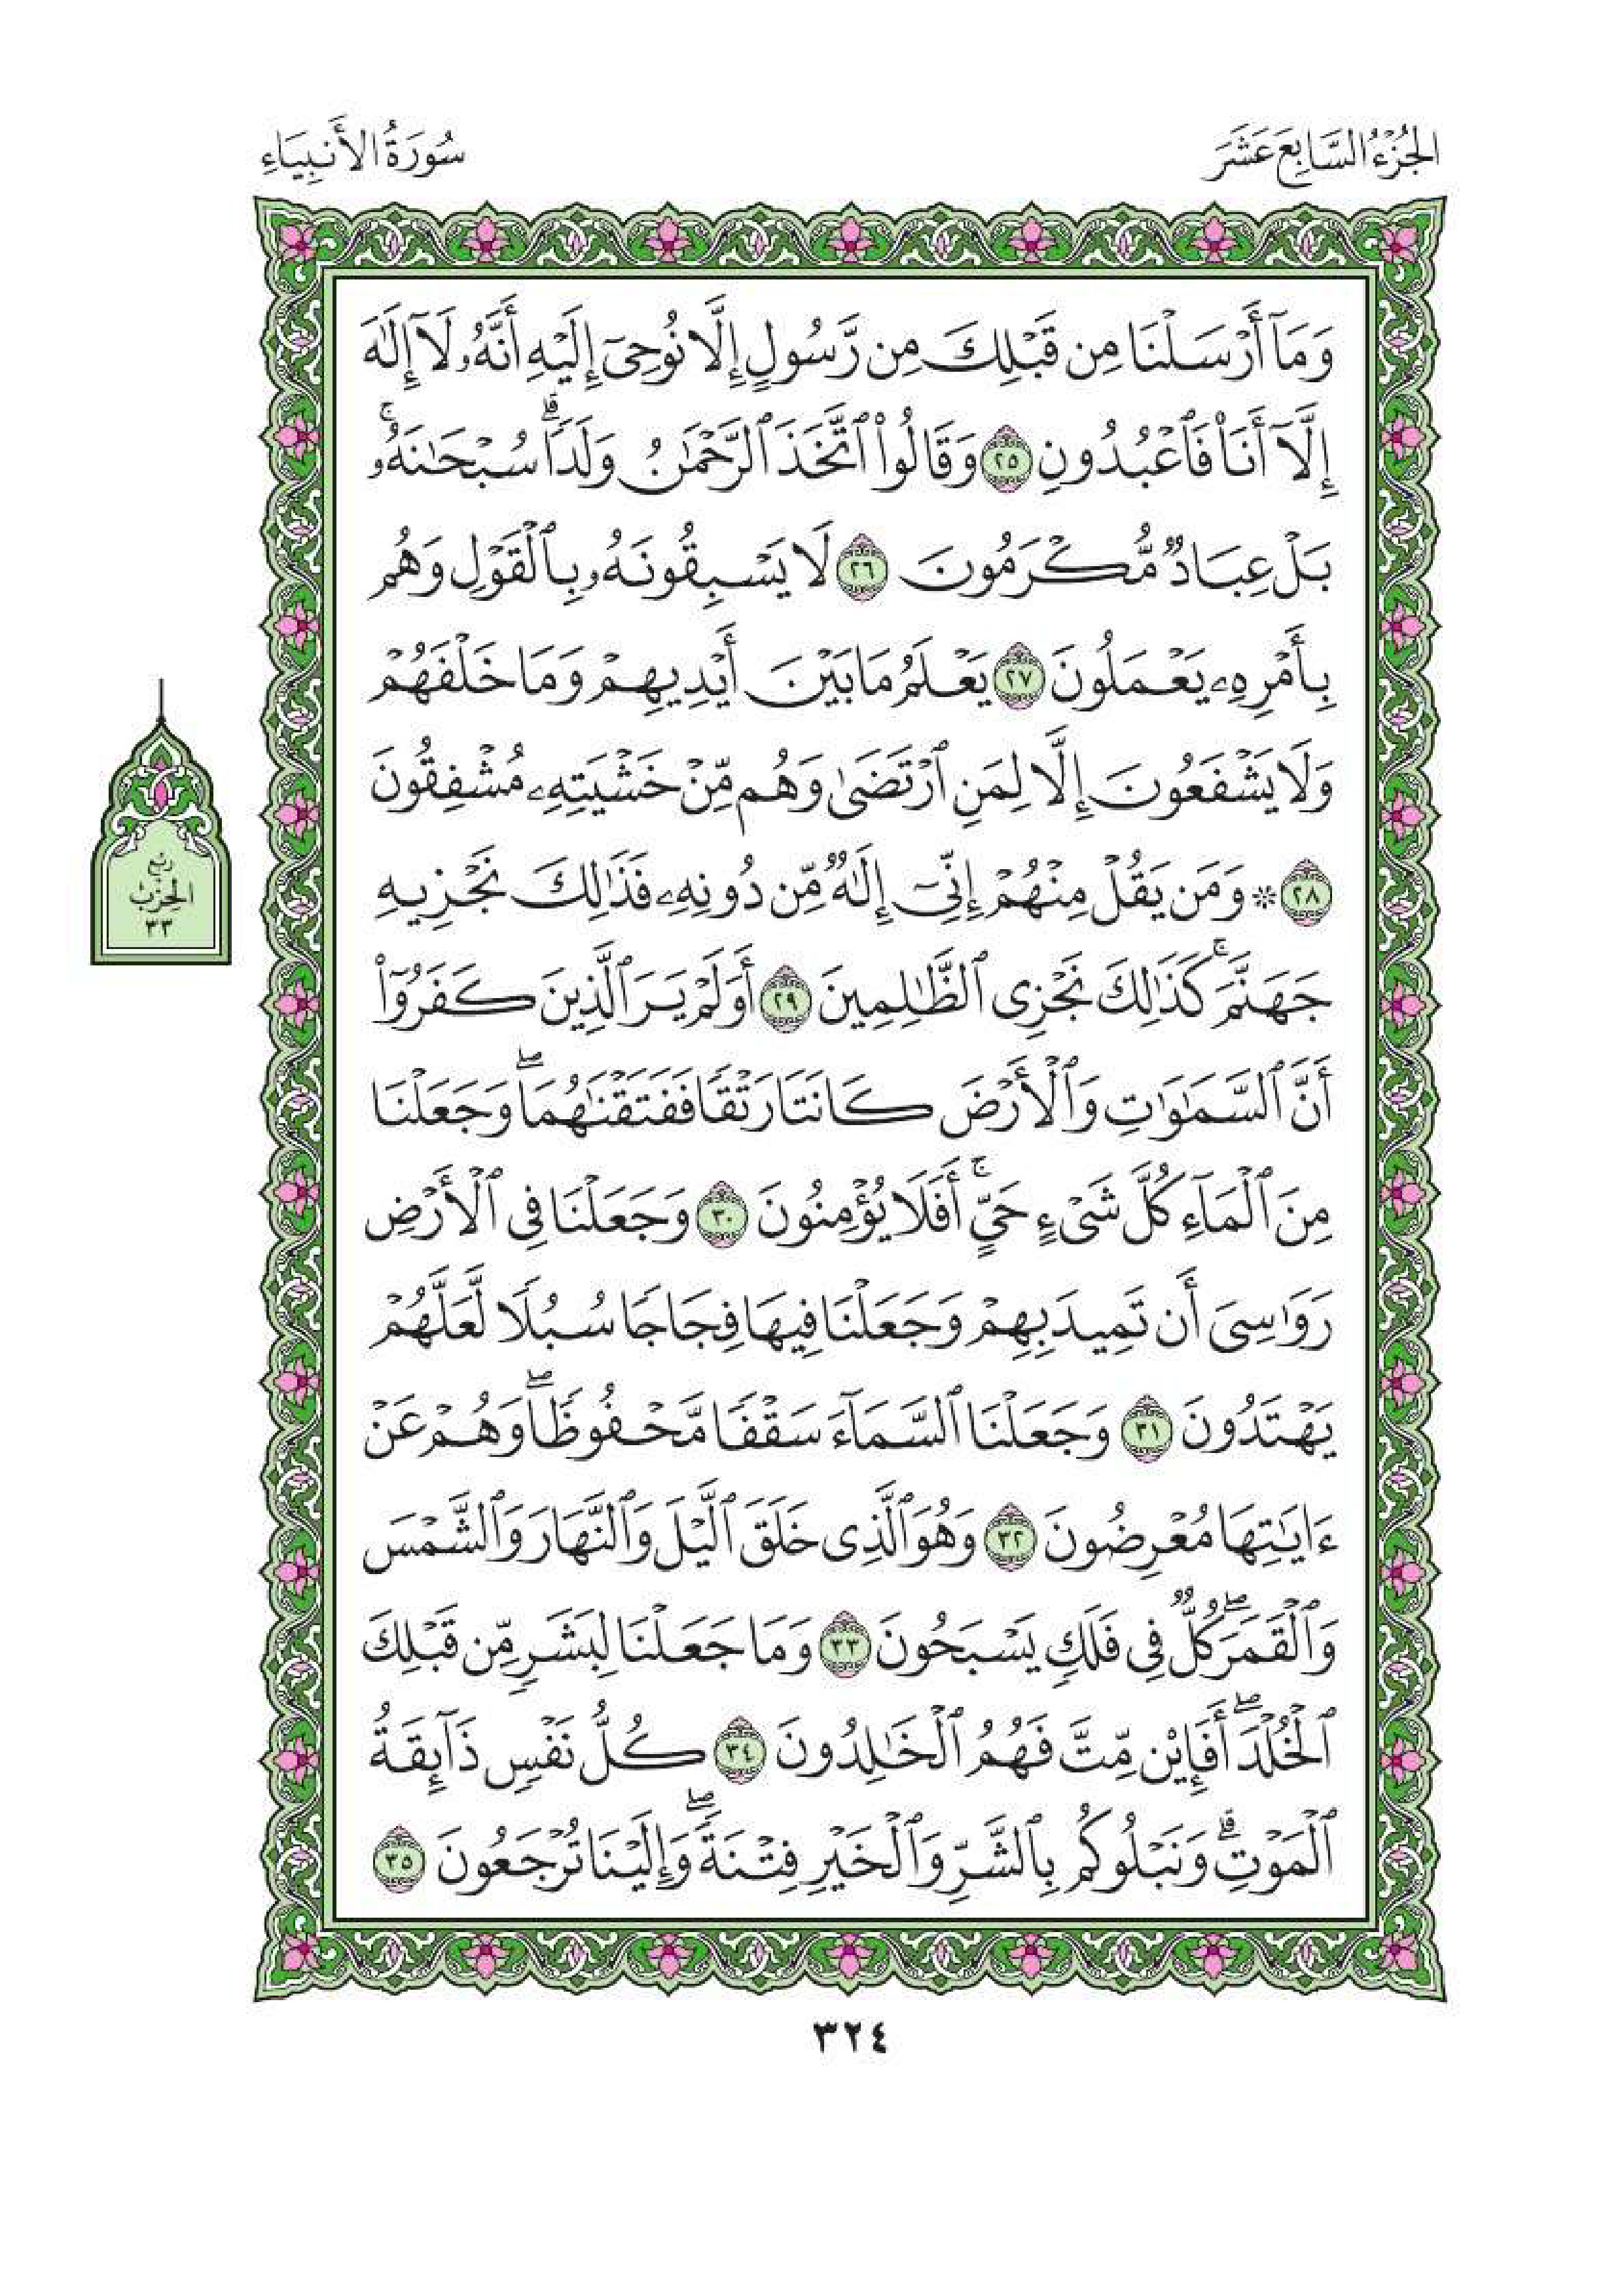 الجُزْءُ السَّابِعَ عَشَرَ
سُورَةُ الأَنبِيَاءِ
وَمَآ أَرْسَلْنَا مِن قَبْلِكَ مِن رَّسُولٍ إِلَّا نُوحِىٓ إِلَيْهِ أَنَّهُۥ لَآ إِلَٰهَ
إِلَّآ أَنَا۠ فَٱعْبُدُونِ ٢٥ وَقَالُوا۟ ٱتَّخَذَ ٱلرَّحْمَٰنُ وَلَدًا ۗ سُبْحَٰنَهُۥ ۚ
بَلْ عِبَادٌ مُّكْرَمُونَ ٢٦ لَا يَسْبِقُونَهُۥ بِٱلْقَوْلِ وَهُم
بِأَمْرِهِۦ يَعْمَلُونَ ٢٧ يَعْلَمُ مَا بَيْنَ أَيْدِيهِمْ وَمَا خَلْفَهُمْ
وَلَا يَشْفَعُونَ إِلَّا لِمَنِ ٱرْتَضَىٰ وَهُم مِّنْ خَشْيَتِهِۦ مُشْفِقُونَ
٢٨ ۞ وَمَن يَقُلْ مِنْهُمْ إِنِّىٓ إِلَٰهٌ مِّن دُونِهِۦ فَذَٰلِكَ نَجْزِيهِ
جَهَنَّمَ ۚ كَذَٰلِكَ نَجْزِى ٱلظَّٰلِمِينَ ٢٩ أَوَلَمْ يَرَ ٱلَّذِينَ كَفَرُوٓا۟
أَنَّ ٱلسَّمَٰوَٰتِ وَٱلْأَرْضَ كَانَتَا رَتْقًا فَفَتَقْنَٰهُمَا ۖ وَجَعَلْنَا
مِنَ ٱلْمَآءِ كُلَّ شَىْءٍ حَىٍّ ۚ أَفَلَا يُؤْمِنُونَ ٣٠ وَجَعَلْنَا فِى ٱلْأَرْضِ
رَوَٰسِىَ أَن تَمِيدَ بِهِمْ وَجَعَلْنَا فِيهَا فِجَاجًا سُبُلًا لَّعَلَّهُمْ
يَهْتَدُونَ ٣١ وَجَعَلْنَا ٱلسَّمَآءَ سَقْفًا مَّحْفُوظًا ۖ وَهُمْ عَنْ
ءَايَٰتِهَا مُعْرِضُونَ ٣٢ وَهُوَ ٱلَّذِى خَلَقَ ٱلَّيْلَ وَٱلنَّهَارَ وَٱلشَّمْسَ
وَٱلْقَمَرَ ۖ كُلٌّ فِى فَلَكٍ يَسْبَحُونَ ٣٣ وَمَا جَعَلْنَا لِبَشَرٍ مِّن قَبْلِكَ
ٱلْخُلْدَ ۖ أَفَإِي۟ن مِّتَّ فَهُمُ ٱلْخَٰلِدُونَ ٣٤ كُلُّ نَفْسٍ ذَآئِقَةُ
ٱلْمَوْتِ ۗ وَنَبْلُوكُم بِٱلشَّرِّ وَٱلْخَيْرِ فِتْنَةً ۖ وَإِلَيْنَا تُرْجَعُونَ ٣٥
رُبْع
الحِزْب
٣٣
٣٢٤